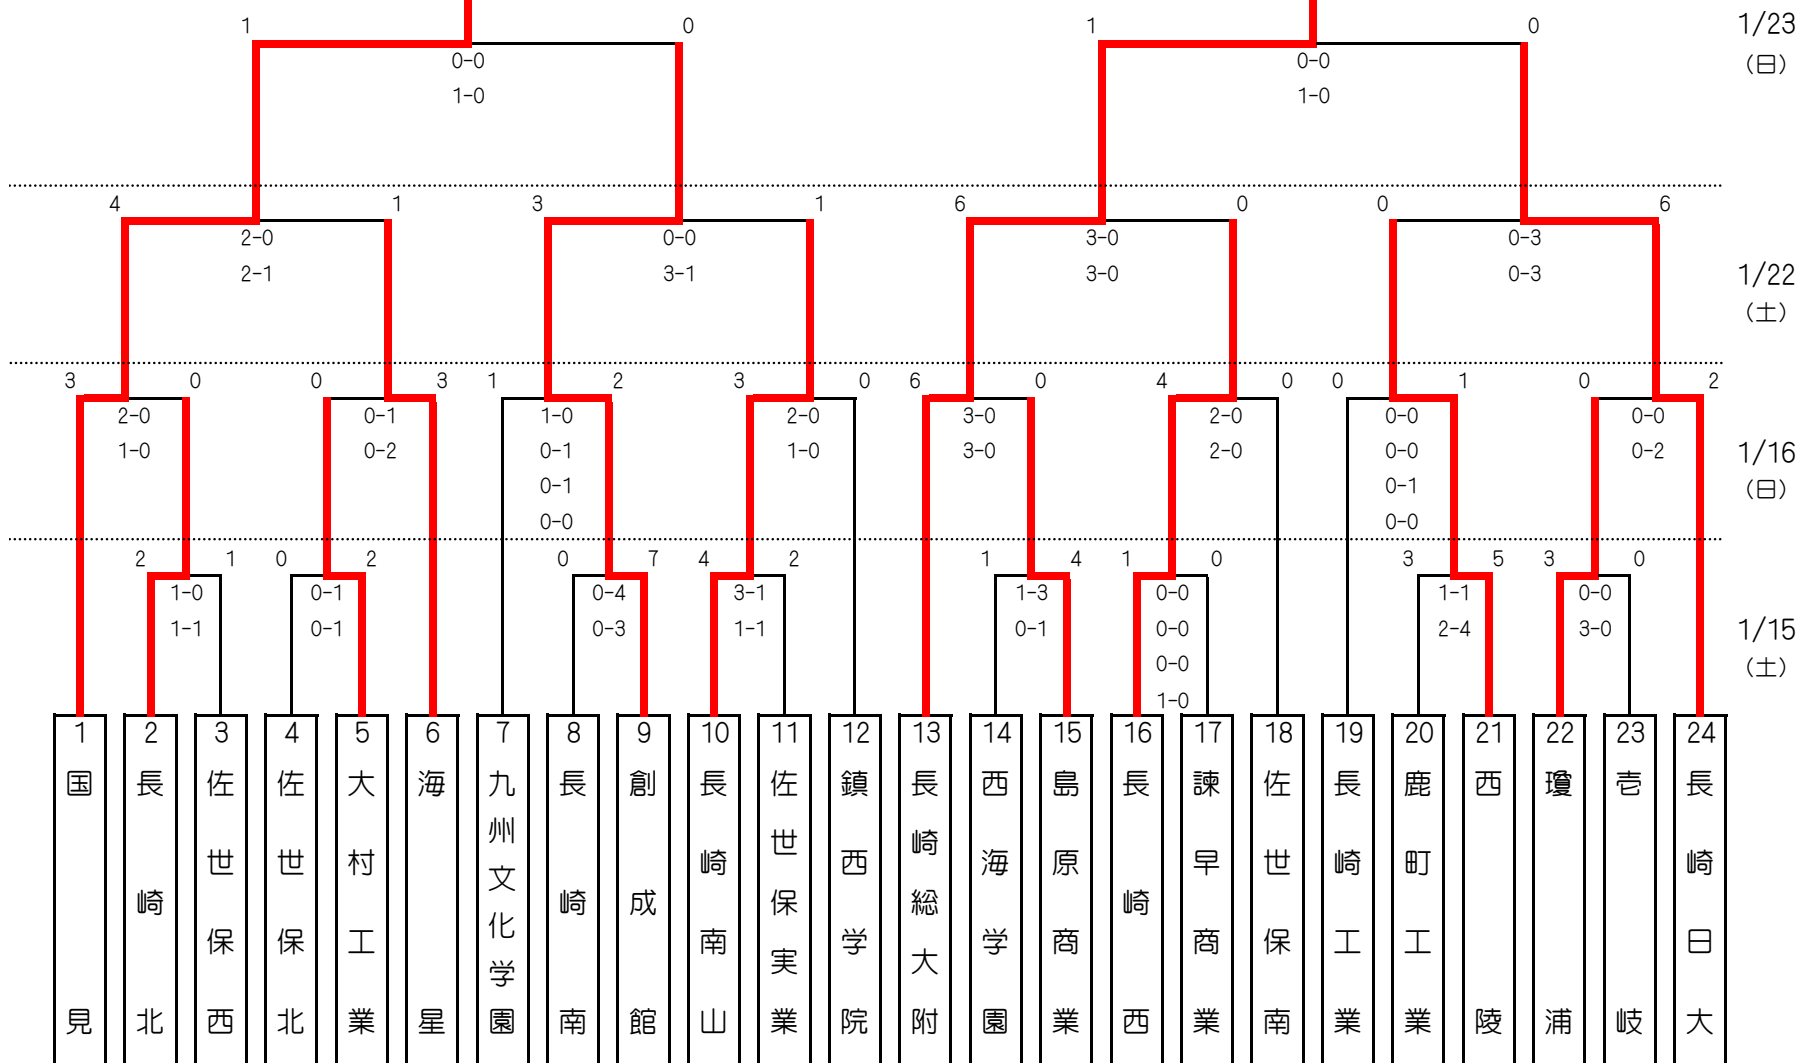 1 0 1 0 1/23
0-0 0-0 (日)
1-0 1-0
4 1 3 1 6 0 0 6
2-0 0-0 3-0 0-3
2-1 3-1 3-0 0-3 1/22
(土)
3 0 0 3 1 2 3 0 6 0 4 0 0 1 0 2
2-0 0-1 1-0 2-0 3-0 2-0 0-0 0-0
1-0 0-2 0-1 1-0 3-0 2-0 0-0 0-2 1/16
0-1 0-1 (日)
0-0 0-0
2 1 0 2 0 7 4 2 1 4 1 0 3 5 3 0
1-0 0-1 0-4 3-1 1-3 0-0 1-1 0-0
1-1 0-1 0-3 1-1 0-1 0-0 2-4 3-0 1/15
0-0 (土)
1-0
1 国見
2 長崎北
3 佐世保西
4 佐世保北
5 大村工業
6 海星
7 九州文化学園
8 長崎南
9 創成館
10 長崎南山
11 佐世保実業
12 鎮西学院
13 長崎総大附
14 西海学園
15 島原商業
16 長崎西
17 諫早商業
18 佐世保南
19 長崎工業
20 鹿町工業
21 西陵
22 瓊浦
23 壱岐
24 長崎日大